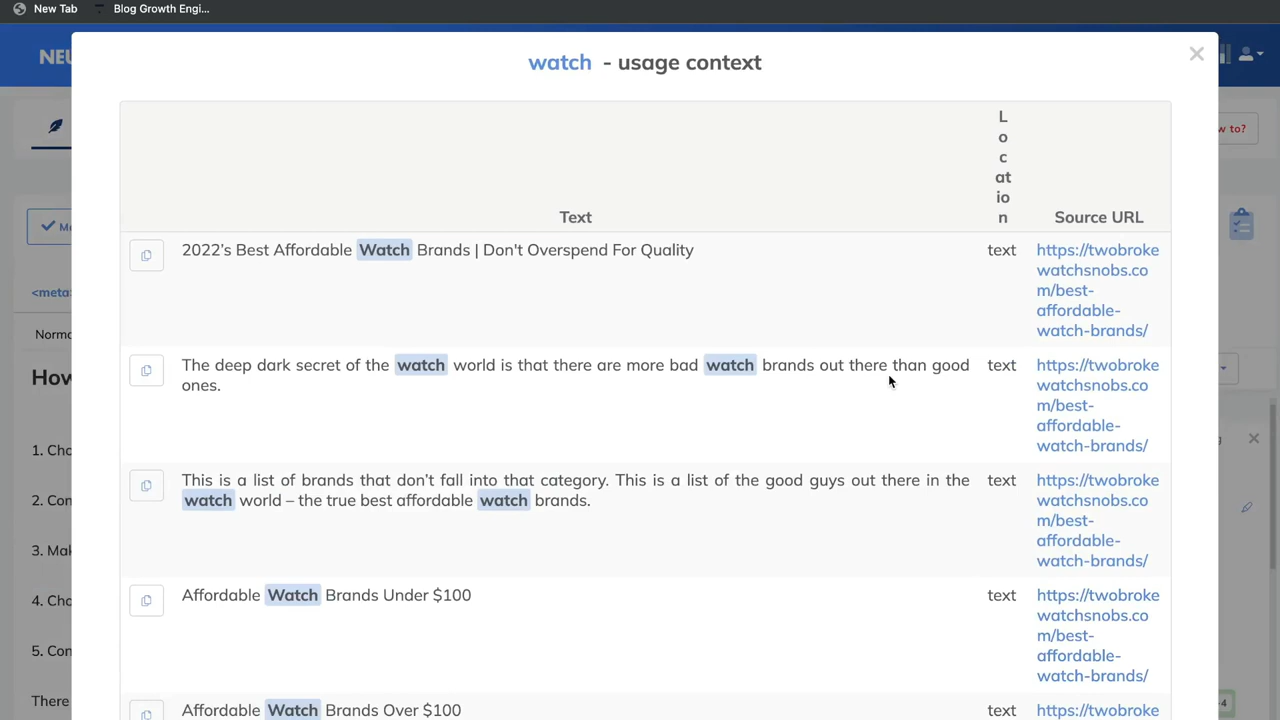 New Tab
Blog Growth Engi...
NEU
watch - usage context
w to?
L
o
c
at
io
n
Text
Source URL
2022's Best Affordable Watch Brands | Don't Overspend For Quality
text
https://twobroke
watchsnobs.co
m/best-
affordable-
watch-brands/
<meta>
Norma
How
The deep dark secret of the watch world is that there are more bad watch brands out there than good
ones.
text
https://twobroke
watchsnobs.co
m/best-
affordable-
watch-brands/
1. Cho
2. Con
3. Mak
4. Cho
5. Con
There
This is a list of brands that don't fall into that category. This is a list of the good guys out there in the
watch world – the true best affordable watch brands.
text
https://twobroke
watchsnobs.co
m/best-
affordable-
watch-brands/
Affordable Watch Brands Under $100
text
https://twobroke
watchsnobs.co
m/best-
affordable-
watch-brands/
Affordable Watch Brands Over $100
text
https://twobroke
-4